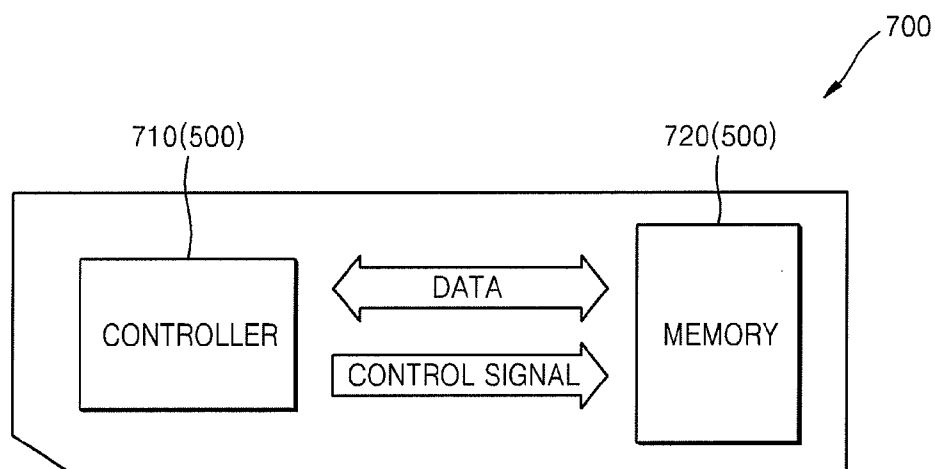 700
710(500)
720(500)
DATA
CONTROLLER
MEMORY
CONTROL SIGNAL